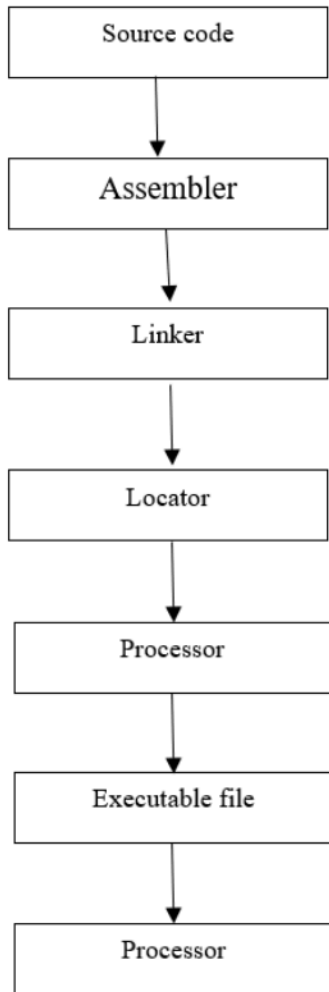 Source code
Assembler
Linker
Locator
Processor
Executable file
Processor